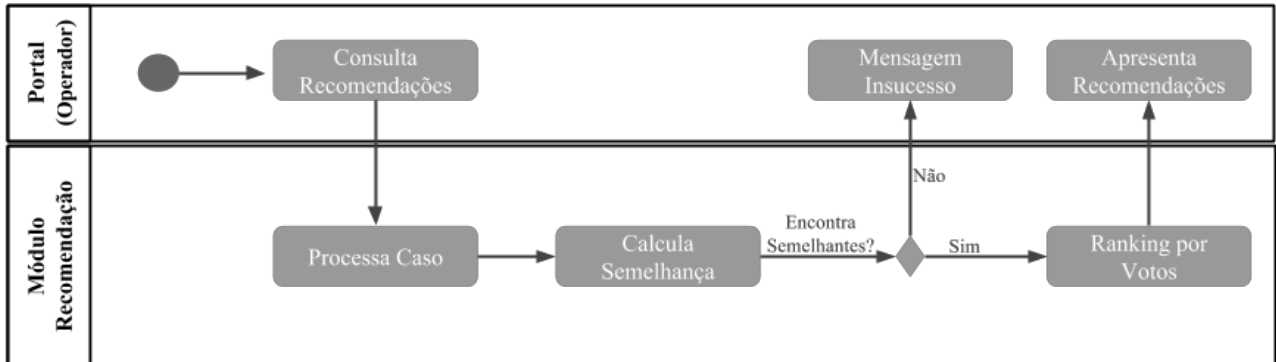 Portal
(Operador)
Consulta
Recomendações
Mensagem
Insucesso
Apresenta
Recomendações
Módulo
Recomendação
Processa Caso
Calcula
Semelhança
Encontra
Semelhantes?
Não
Sim
Ranking por
Votos